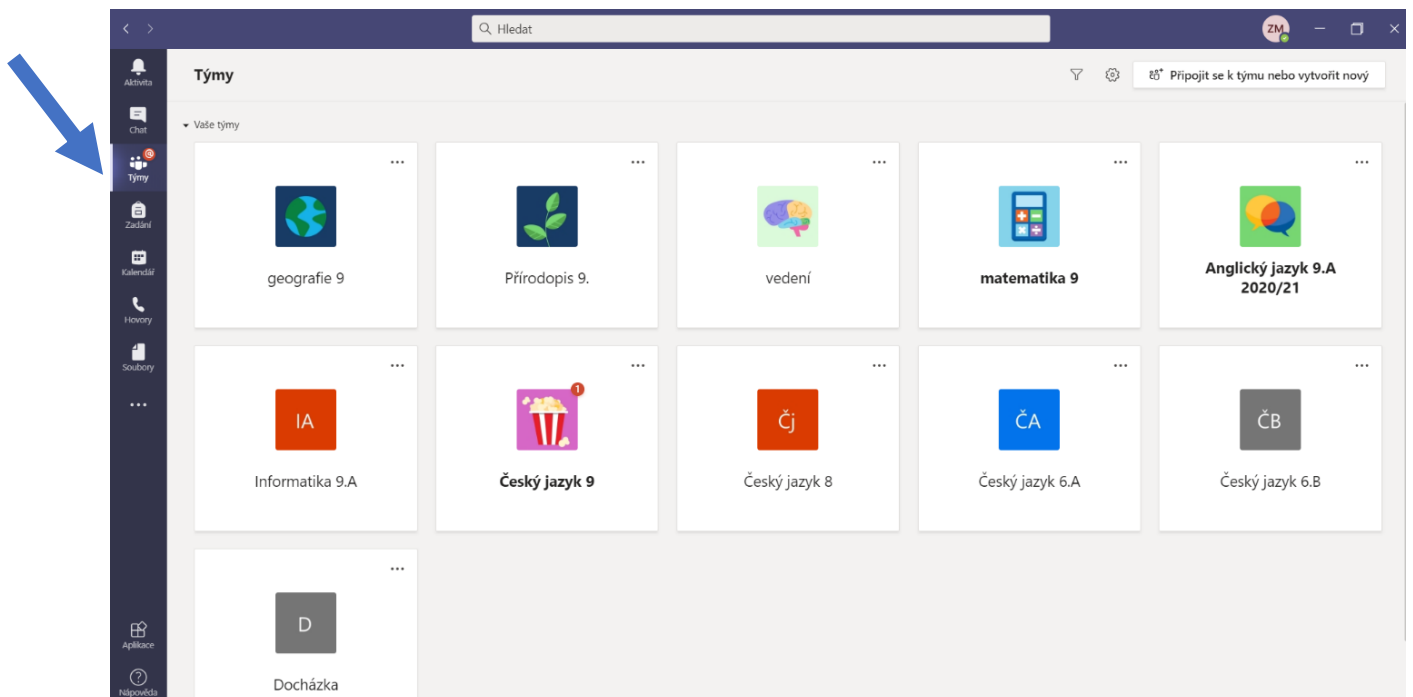 Hledat
ZM
Aktivita
Týmy
Připojit se k týmu nebo vytvořit nový
Chat
Vaše týmy
@
Týmy
Zadání
Kalendář
Hovory
Soubory
geografie 9
Přírodopis 9.
vedení
matematika 9
Anglický jazyk 9.A
2020/21
IA
Informatika 9.A
1
Český jazyk 9
Čj
Český jazyk 8
ČA
Český jazyk 6.A
ČB
Český jazyk 6.B
D
Docházka
Aplikace
Nápověda